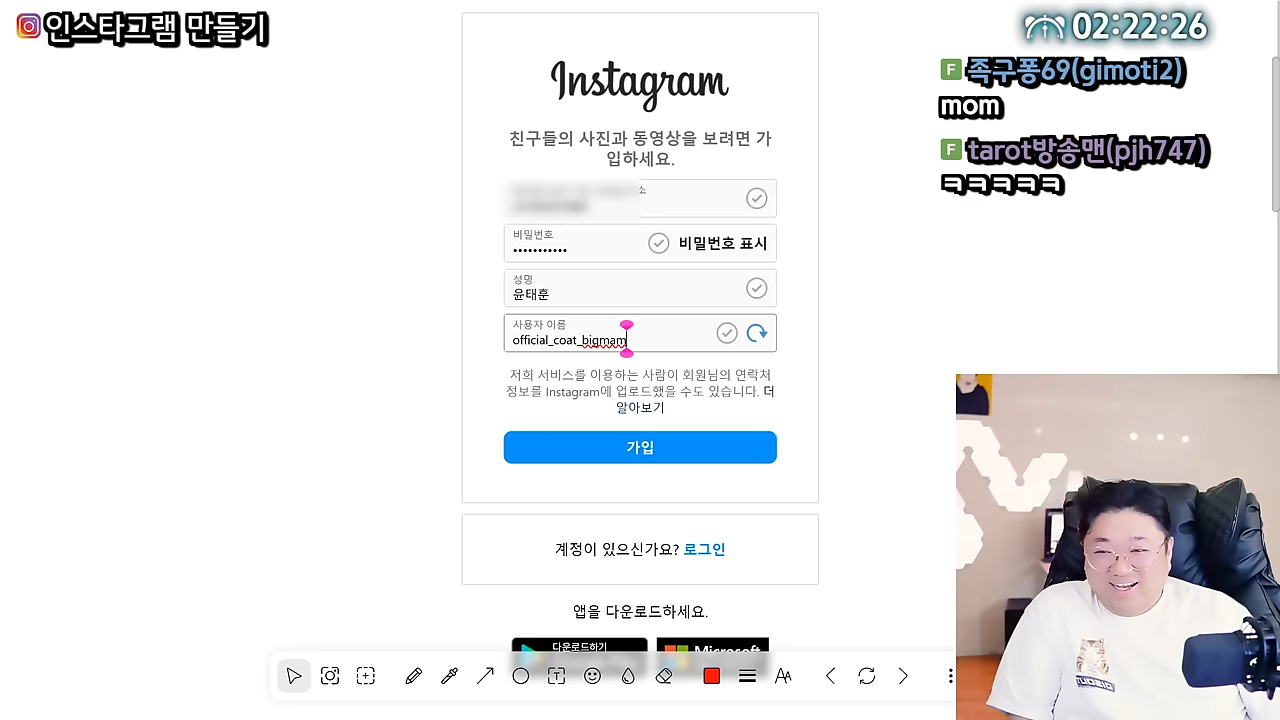 인스타그램 만들기
02:22:26
F 족구퐁69(gimoti2)
mom
F tarot방송맨(pjh747)
ㅋㅋㅋㅋㅋ
Instagram
친구들의 사진과 동영상을 보려면 가
입하세요.
소
비밀번호
비밀번호 표시
성명
윤태훈
사용자 이름
official_coat_bigmam
저희 서비스를 이용하는 사람이 회원님의 연락처
정보를 Instagram에 업로드했을 수도 있습니다. 더
알아보기
가입
계정이 있으신가요? 로그인
앱을 다운로드하세요.
다운로드하기
Microsoft